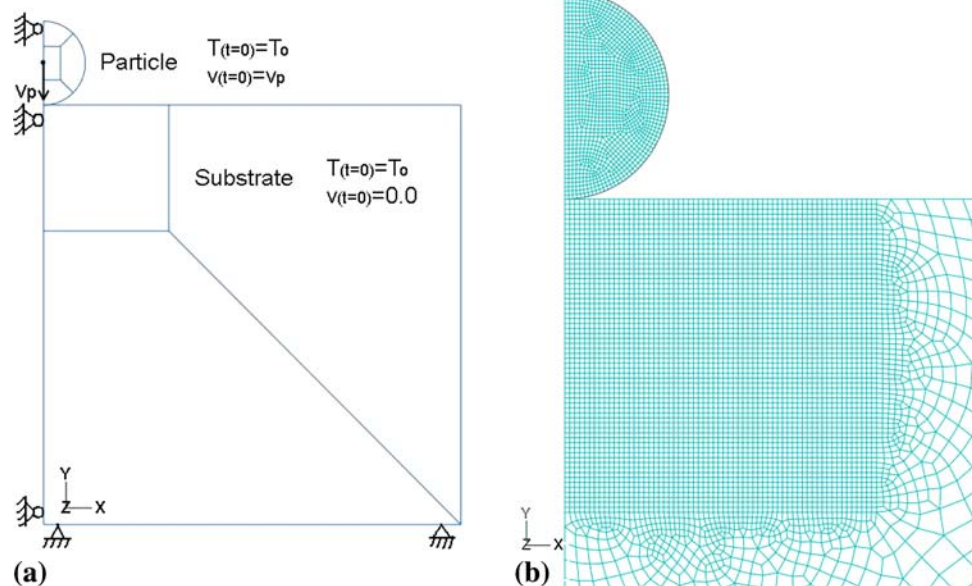 Particle
T(t=0)=To
v(t=0)=Vp
Vp
Substrate
T(t=0)=To
v(t=0)=0.0
Y
Z X
(a)
Y
Z X
(b)